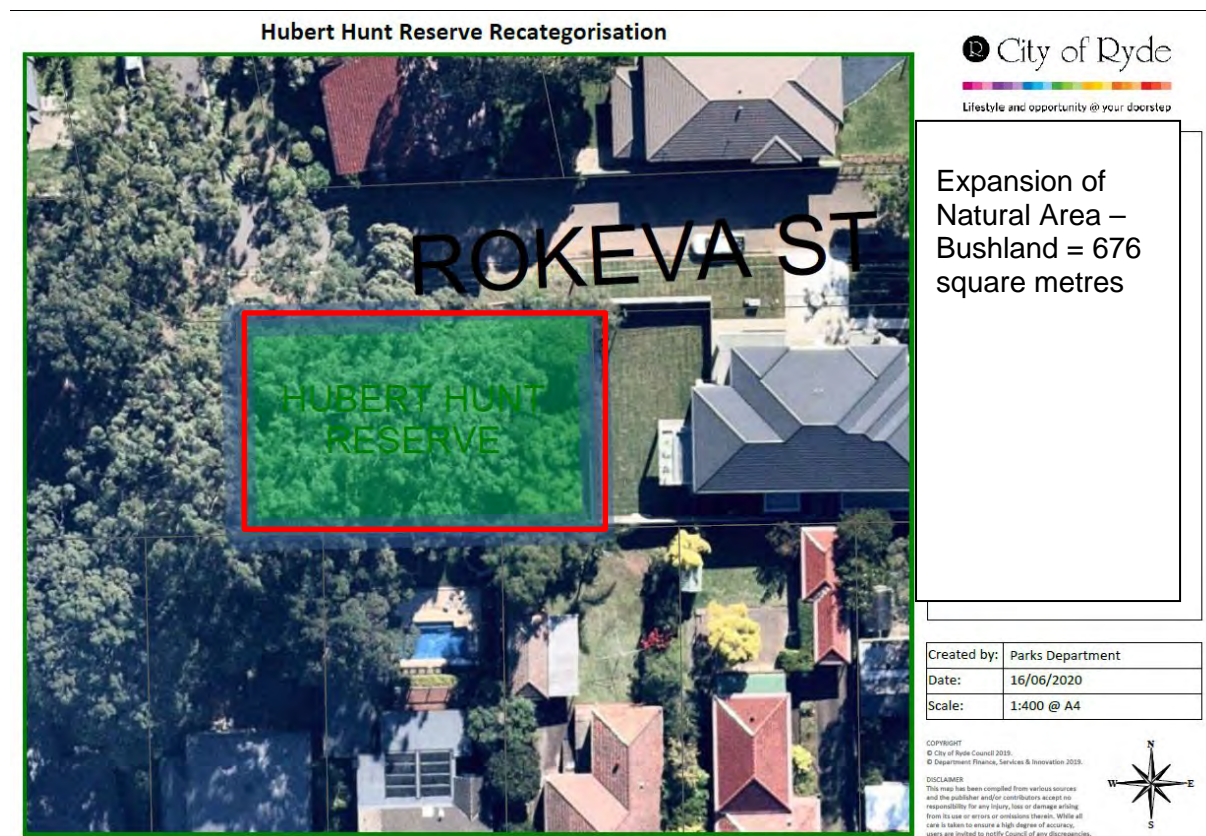 Hubert Hunt Reserve Recategorisation
R City of Ryde
Lifestyle and opportunity @ your doorstep
ROKEVA ST
HUBERT HUNT
RESERVE
Expansion of
Natural Area –
Bushland = 676
square metres
Created by: Parks Department
Date: 16/06/2020
Scale: 1:400 @ A4
COPYRIGHT
© City of Ryde Council 2019.
© Department Finance, Services & Innovation 2019.
DISCLAIMER
This map has been compiled from various sources
and the publisher and/or contributors accept no
responsibility for any injury, loss or damage arising
from its use or errors or omissions therein. While all
care is taken to ensure a high degree of accuracy,
users are invited to notify Council of any discrepancies.
N
W E
S